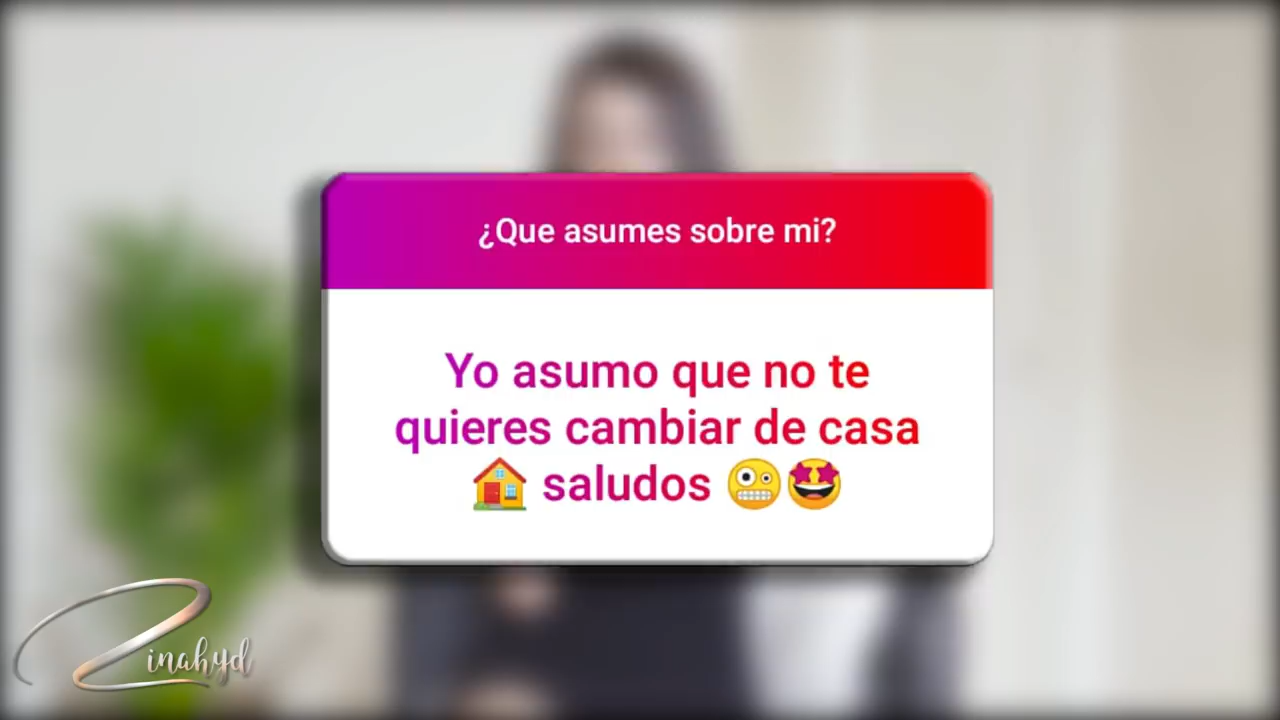 ¿Que asumes sobre mi?
Yo asumo que no te
quieres cambiar de casa
🏠 saludos 🤪🤩
Zinahyd